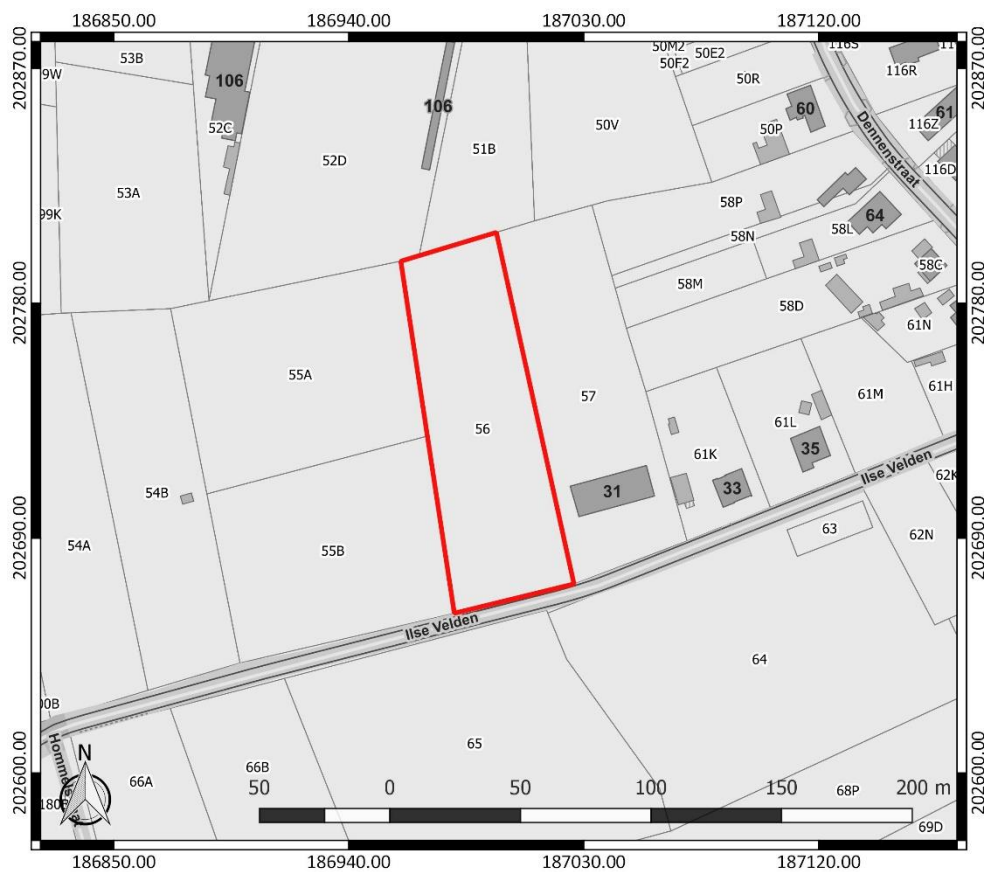 186850.00 186940.00 187030.00 187120.00
202870.00 202870.00
202780.00 202780.00
202690.00 202690.00
202600.00 202600.00
53B
106
52C
52D
53A
106
51B
50V
50M2
50F2
50E2
50R
50P
60
116S
116R
61
116Z
116D
Dennenstraat
58P
58N
58L
64
58M
58D
58C
61N
61M
61H
55A
56
57
61L
61K
35
33
31
Ilse Velden
62N
63
54B
54A
55B
Ilse Velden
64
65
66B
66A
N
68P
69D
50 0 50 100 150 200 m
186850.00 186940.00 187030.00 187120.00